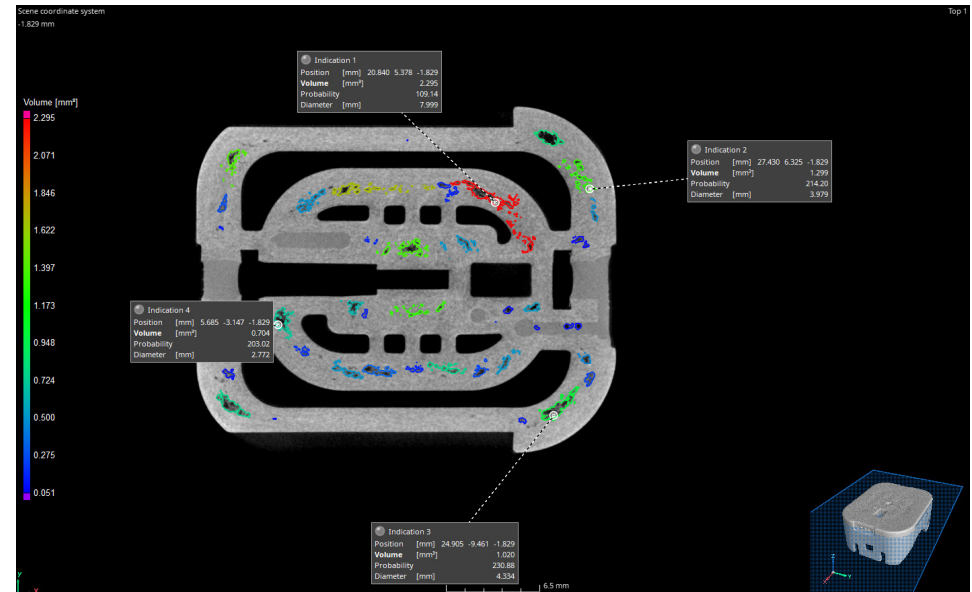 Scene coordinate system
-1.829 mm
Top 1
Indication 1
Position [mm] 20.840 5.378 -1.829
Volume [mm³] 2.295
Probability 109.14
Diameter [mm] 7.999
Volume [mm³]
2.295
2.071
1.846
1.622
1.397
1.173
0.948
0.724
0.500
0.275
0.051
Indication 2
Position [mm] 27.430 6.325 -1.829
Volume [mm³] 1.299
Probability 214.20
Diameter [mm] 3.979
Indication 4
Position [mm] 5.685 -3.147 -1.829
Volume [mm³] 0.704
Probability 203.02
Diameter [mm] 2.772
Indication 3
Position [mm] 24.905 -9.461 -1.829
Volume [mm³] 1.020
Probability 230.88
Diameter [mm] 4.334
6.5 mm
Y
X
z
Y